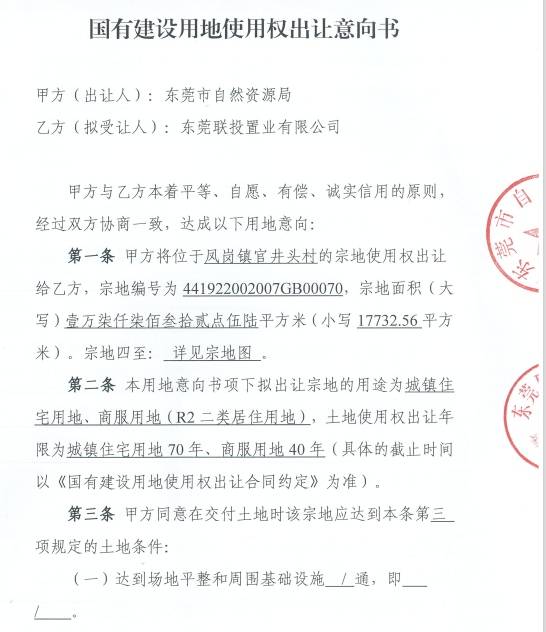 国有建设用地使用权出让意向书
甲方（出让人）：东莞市自然资源局
乙方（拟受让人）：东莞联投置业有限公司
甲方与乙方本着平等、自愿、有偿、诚实信用的原则，
经过双方协商一致，达成以下用地意向：
第一条 甲方将位于凤岗镇官井头村的宗地使用权出让
给乙方，宗地编号为 441922002007GB00070，宗地面积（大
写）壹万柒仟柒佰叁拾贰点伍陆平方米（小写 17732.56 平方
米）。宗地四至： 详见宗地图 。
第二条 本用地意向书项下拟出让宗地的用途为城镇住
宅用地、商服用地（R2 二类居住用地），土地使用权出让年
限为城镇住宅用地 70 年、商服用地 40 年（具体的截止时间
以《国有建设用地使用权出让合同约定》为准）。
第三条 甲方同意在交付土地时该宗地应达到本条第三
项规定的土地条件：
（一）达到场地平整和周围基础设施 / 通，即
/ 。
东莞市自
东莞